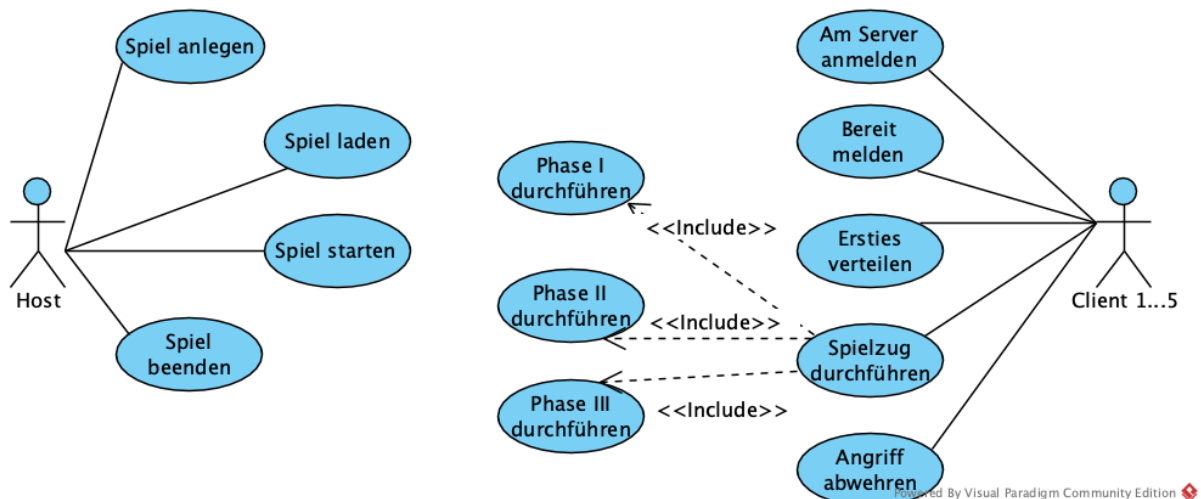 Spiel anlegen
Spiel laden
Spiel starten
Spiel
beenden
Host
Phase I
durchführen
Phase II
durchführen
Phase III
durchführen
<<Include>>
<<Include>>
<<Include>>
Am Server
anmelden
Bereit
melden
Ersties
verteilen
Spielzug
durchführen
Angriff
abwehren
Client 1...5
Powered By Visual Paradigm Community Edition